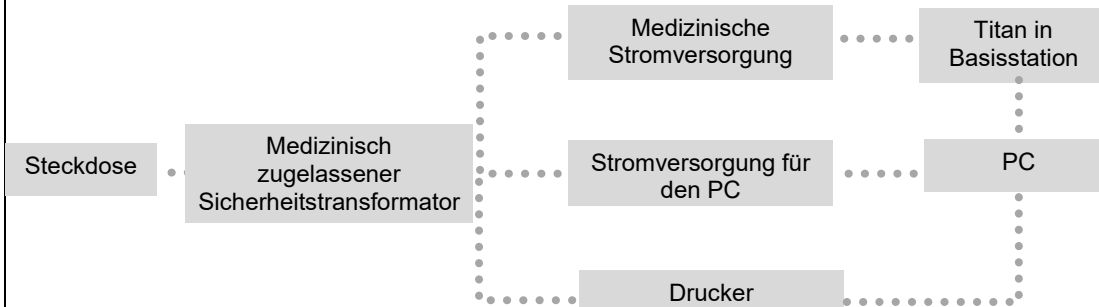 Medizinische
Stromversorgung
Titan in
Basisstation
Steckdose
Medizinisch
zugelassener
Sicherheitstransformator
Stromversorgung für
den PC
PC
Drucker